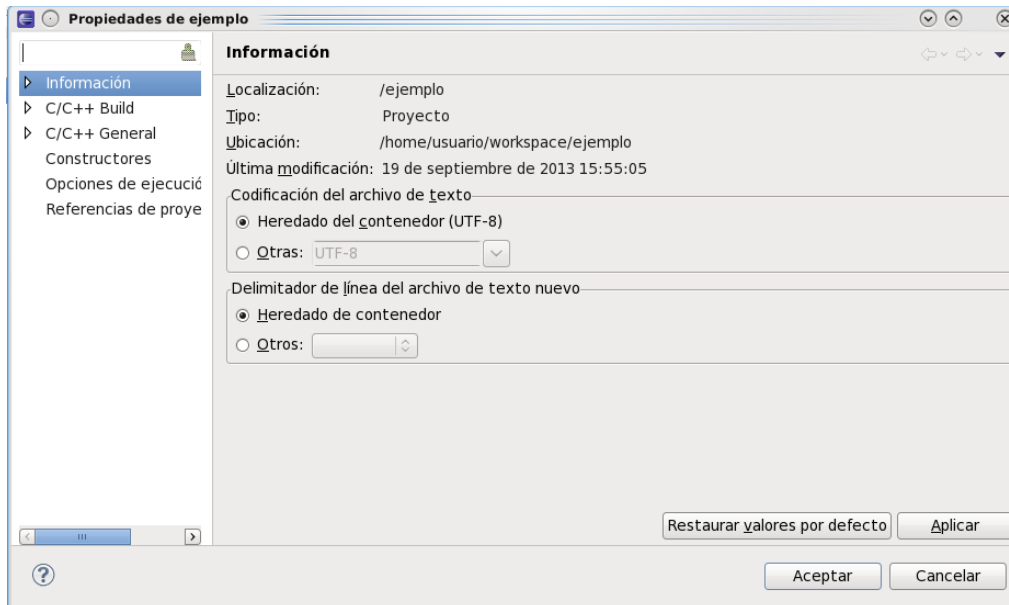 Propiedades de ejemplo
Información
C/C++ Build
C/C++ General
Constructores
Opciones de ejecució
Referencias de proye
Información
Localización: /ejemplo
Tipo: Proyecto
Ubicación: /home/usuario/workspace/ejemplo
Última modificación: 19 de septiembre de 2013 15:55:05
Codificación del archivo de texto
Heredado del contenedor (UTF-8)
Otras: UTF-8
Delimitador de línea del archivo de texto nuevo
Heredado de contenedor
Otros:
Restaurar valores por defecto Aplicar
? Aceptar Cancelar